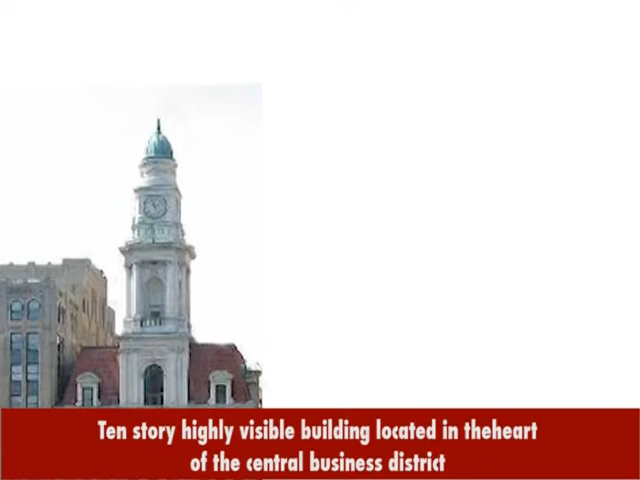 Ten story highly visible building located in theheart
of the central business district